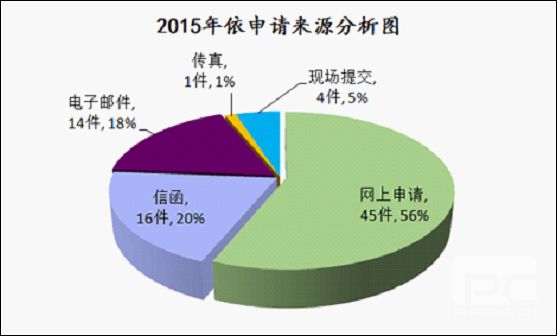 2015年依申请来源分析图
传真,
1件, 1%
现场提交,
4件, 5%
电子邮件,
14件, 18%
信函,
16件, 20%
网上申请,
45件, 56%